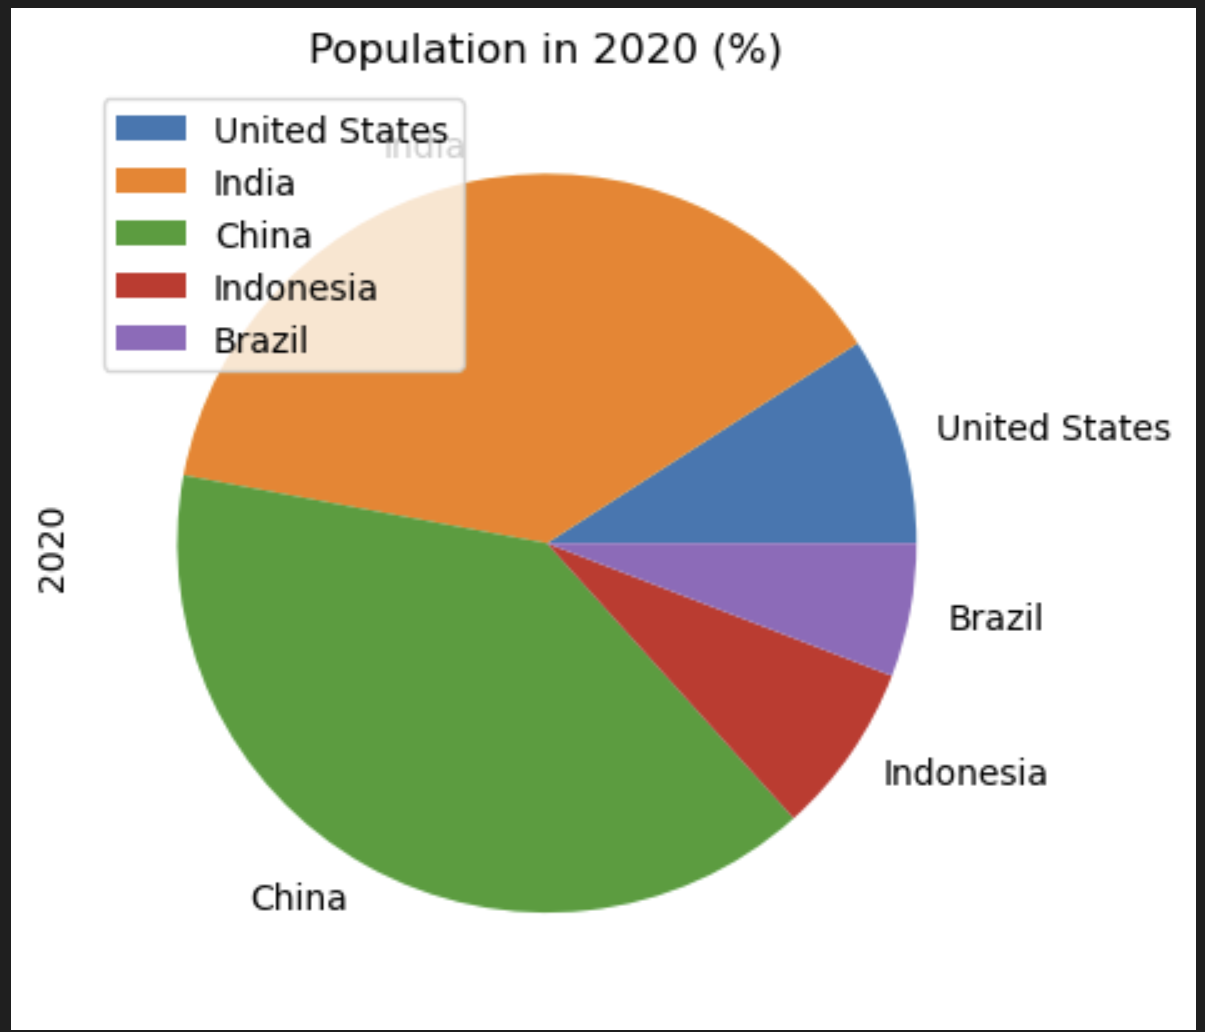 Population in 2020 (%)
United States
India
India
China
Indonesia
Brazil
United States
2020
Brazil
Indonesia
China